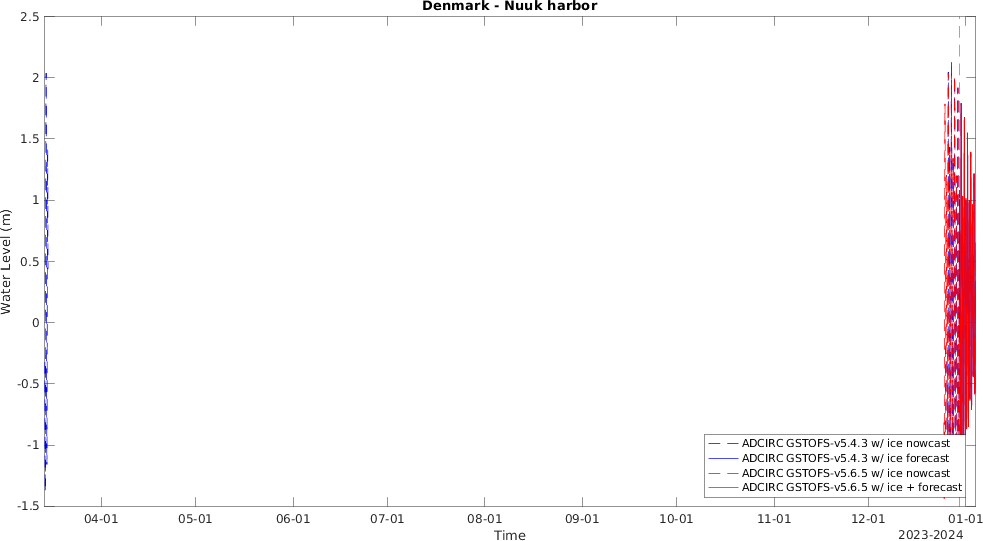 Denmark - Nuuk harbor
2.5
2
1.5
1
0.5
0
-0.5
-1
-1.5
Water Level (m)
04-01 05-01 06-01 07-01 08-01 09-01 10-01 11-01 12-01 01-01
Time
2023-2024
ADCIRC GSTOFS-v5.4.3 w/ ice nowcast
ADCIRC GSTOFS-v5.4.3 w/ ice forecast
ADCIRC GSTOFS-v5.6.5 w/ ice nowcast
ADCIRC GSTOFS-v5.6.5 w/ ice + forecast